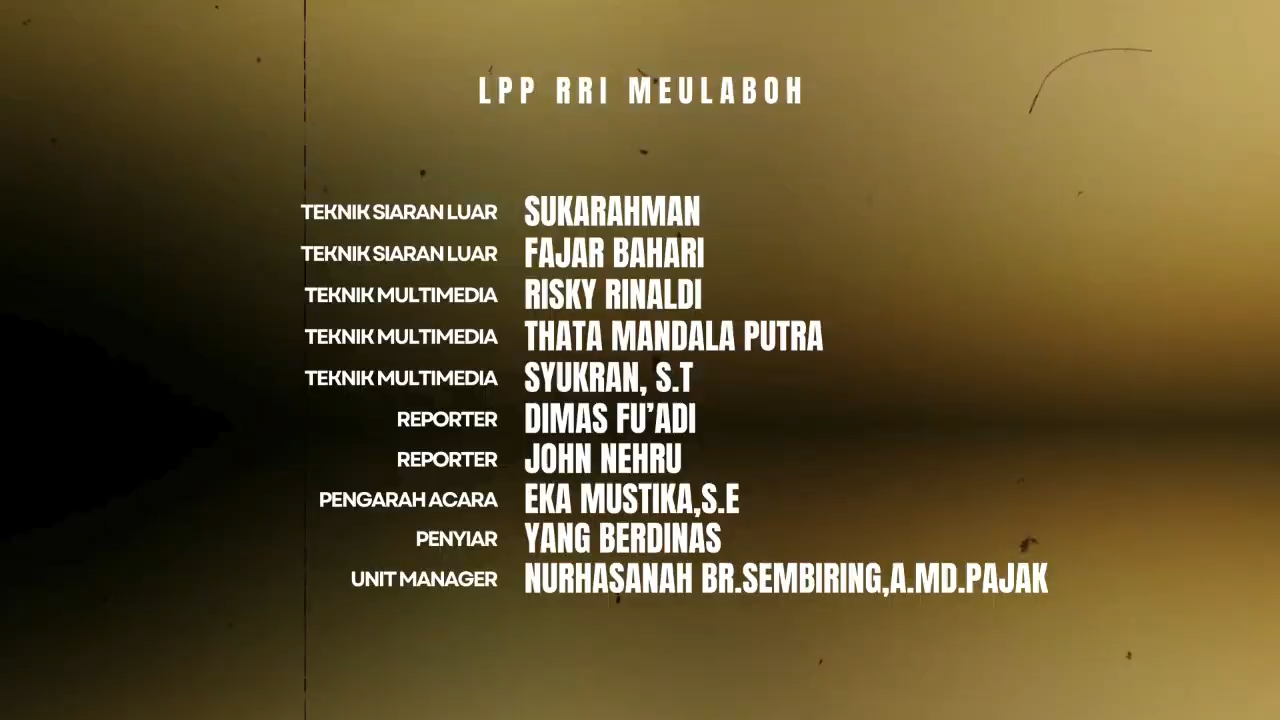 LPP RRI MEULABOH
TEKNIK SIARAN LUAR SUKARAHMAN
TEKNIK SIARAN LUAR FAJAR BAHARI
TEKNIK MULTIMEDIA RISKY RINALDI
TEKNIK MULTIMEDIA THATA MANDALA PUTRA
TEKNIK MULTIMEDIA SYUKRAN, S.T
REPORTER DIMAS FU’ADI
REPORTER JOHN NEHRU
PENGARAH ACARA EKA MUSTIKA,S.E
PENYIAR YANG BERDINAS
UNIT MANAGER NURHASANAH BR.SEMBIRING,A.MD.PAJAK